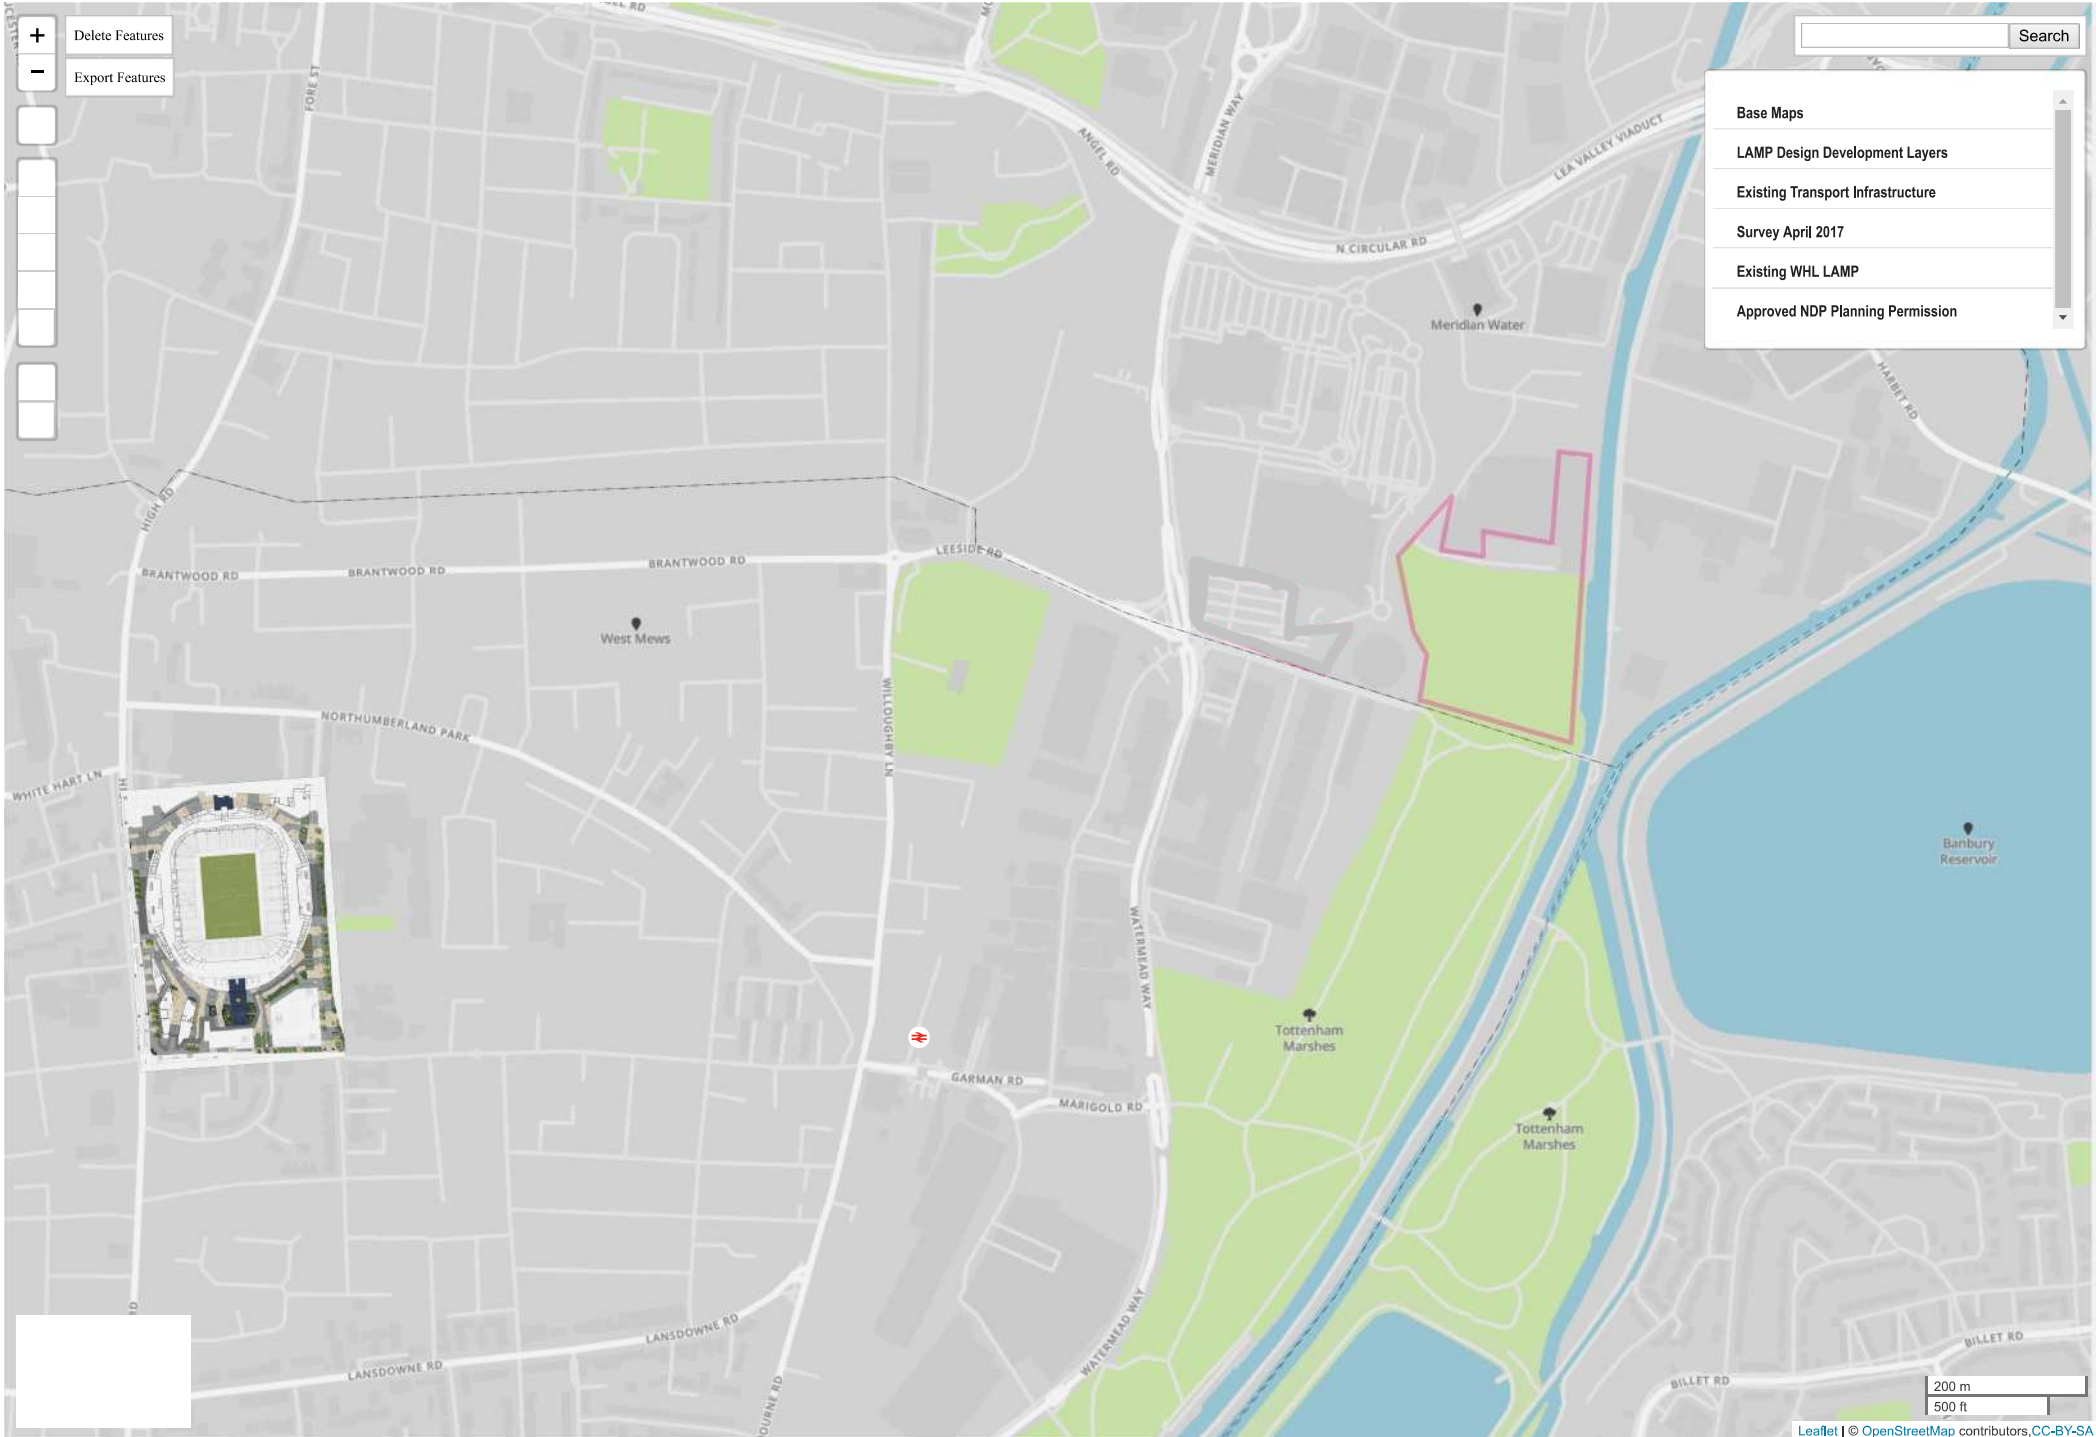 +
−
Delete Features
Export Features
Search
Base Maps
LAMP Design Development Layers
Existing Transport Infrastructure
Survey April 2017
Existing WHL LAMP
Approved NDP Planning Permission
FORE ST
MERIDIAN WAY
ANGEL RD
LEA VALLEY VIADUCT
N CIRCULAR RD
Meridian Water
HARBET RD
HIGH RD
LEESIDE RD
BRANTWOOD RD
BRANTWOOD RD
BRANTWOOD RD
West Mews
WILLOUGHBY LN
NORTHUMBERLAND PARK
WHITE HART LN
Banbury
Reservoir
WATERMEAD WAY
Tottenham
Marshes
GARMAN RD
MARIGOLD RD
Tottenham
Marshes
WATERMEAD WAY
LANSDOWNE RD
LANSDOWNE RD
RD
BILLET RD
BILLET RD
200 m
500 ft
Leaflet | © OpenStreetMap contributors,CC-BY-SA